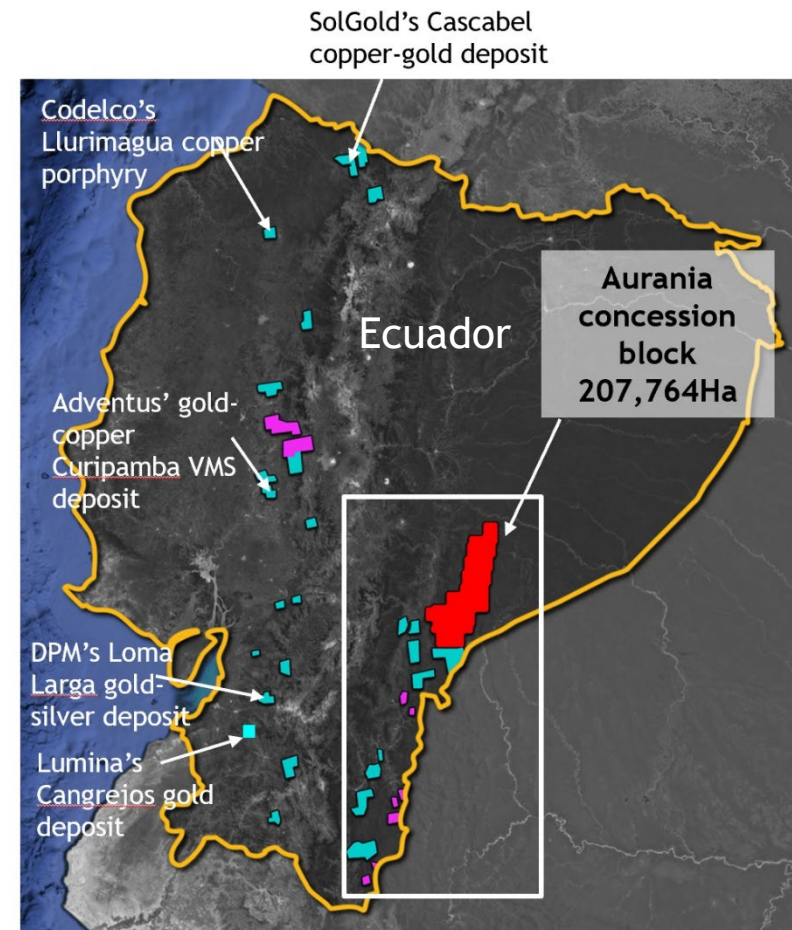 SolGold's Cascabel
copper-gold deposit
Codelco's
Llurimagua copper
porphyry
Ecuador
Aurania
concession
block
207,764Ha
Adventus' gold-
copper
Curipamba VMS
deposit
DPM's Loma
Larga gold-
silver deposit
Lumina's
Cangrejos gold
deposit